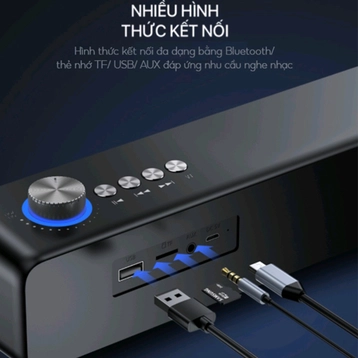 NHIỀU HÌNH
THỨC KẾT NỐI
Hình thức kết nối đa dạng bằng Bluetooth/
thẻ nhớ TF/ USB/ AUX đáp ứng nhu cầu nghe nhạc